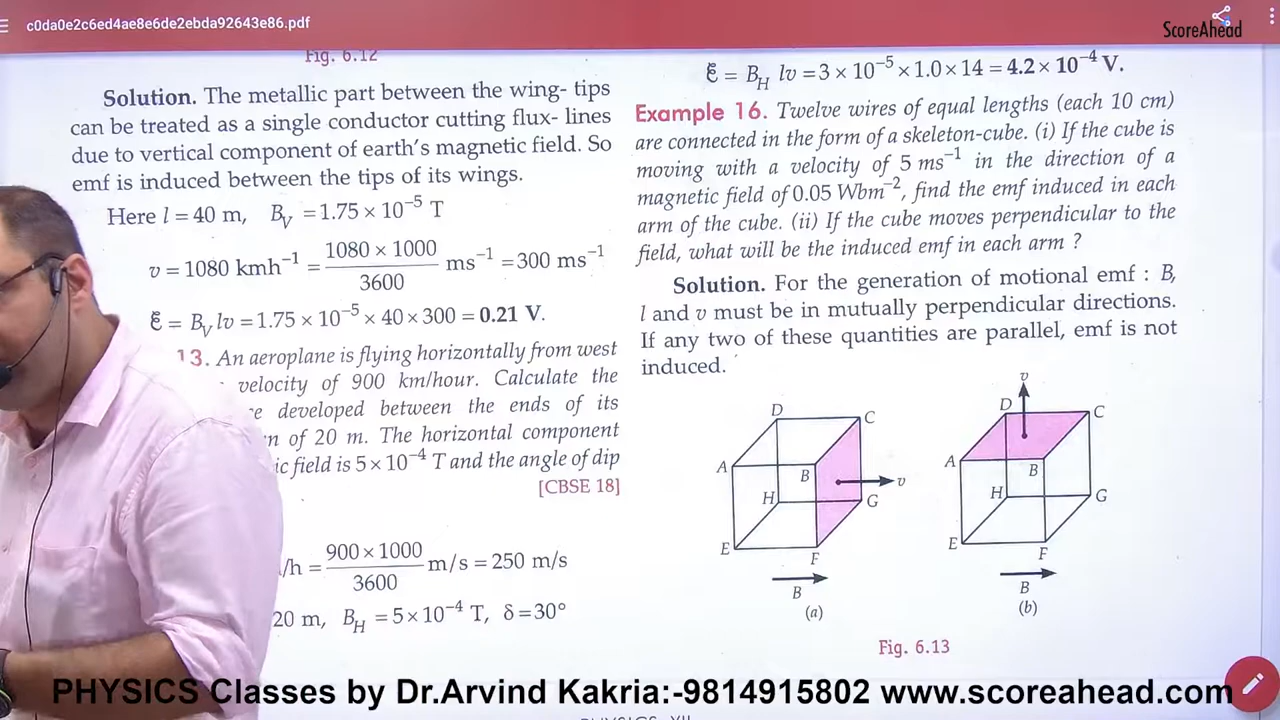 c0da0e2c6ed4ae8e6de2ebda92643e86.pdf
ScoreAhead
Fig. 6.12
Solution. The metallic part between the wing- tips
can be treated as a single conductor cutting flux- lines
due to vertical component of earth's magnetic field. So
emf is induced between the tips of its wings.
Here l = 40 m, B_V = 1.75 × 10⁻⁵ T
v = 1080 kmh⁻¹ = 1080 × 1000 / 3600 ms⁻¹ = 300 ms⁻¹
ℰ = B_V lv = 1.75 × 10⁻⁵ × 40 × 300 = 0.21 V.
13. An aeroplane is flying horizontally from west
velocity of 900 km/hour. Calculate the
developed between the ends of its
of 20 m. The horizontal component
field is 5 × 10⁻⁴ T and the angle of dip
[CBSE 18]
/h = 900 × 1000 / 3600 m/s = 250 m/s
20 m, B_H = 5 × 10⁻⁴ T, δ = 30°
ℰ = B_H lv = 3 × 10⁻⁵ × 1.0 × 14 = 4.2 × 10⁻⁴ V.
Example 16. Twelve wires of equal lengths (each 10 cm)
are connected in the form of a skeleton-cube. (i) If the cube is
moving with a velocity of 5 ms⁻¹ in the direction of a
magnetic field of 0.05 Wbm⁻², find the emf induced in each
arm of the cube. (ii) If the cube moves perpendicular to the
field, what will be the induced emf in each arm ?
Solution. For the generation of motional emf : B,
l and v must be in mutually perpendicular directions.
If any two of these quantities are parallel, emf is not
induced.
D C
A B
H G
E F
v
B
(a)
v
D C
A B
H G
E F
B
(b)
Fig. 6.13
PHYSICS Classes by Dr.Arvind Kakria:-9814915802 www.scoreahead.com